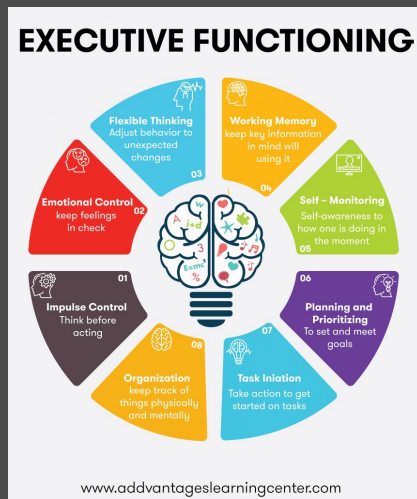 EXECUTIVE FUNCTIONING
Impulse Control
Think before
acting
01
Emotional Control
keep feelings
in check
02
Flexible Thinking
Adjust behavior to
unexpected
changes
03
Working Memory
keep key information
in mind will
using it
04
Self - Monitoring
Self-awareness to
how one is doing in
the moment
05
06
Planning and
Prioritizing
To set and meet
goals
07
Task Iniation
Take action to get
started on tasks
08
Organization
keep track of
things physically
and mentally
A
W
i+d
3
E=mc²
%
www.addvantageslearningcenter.com